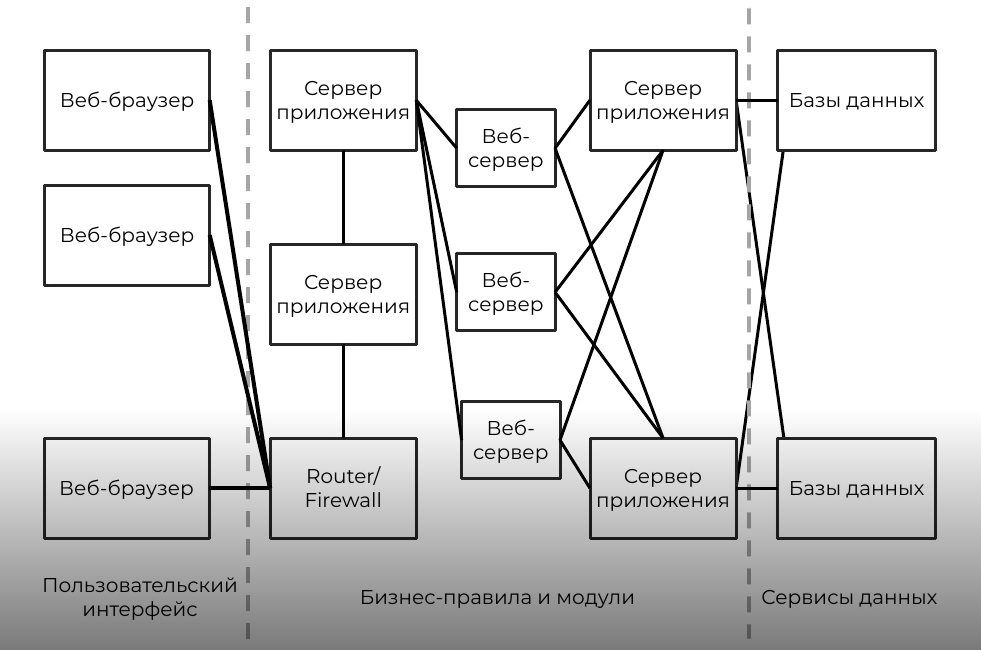 Веб-браузер
Веб-браузер
Веб-браузер
Пользовательский
интерфейс
Сервер
приложения
Сервер
приложения
Router/
Firewall
Веб-
сервер
Веб-
сервер
Веб-
сервер
Сервер
приложения
Сервер
приложения
Бизнес-правила и модули
Базы данных
Базы данных
Сервисы данных